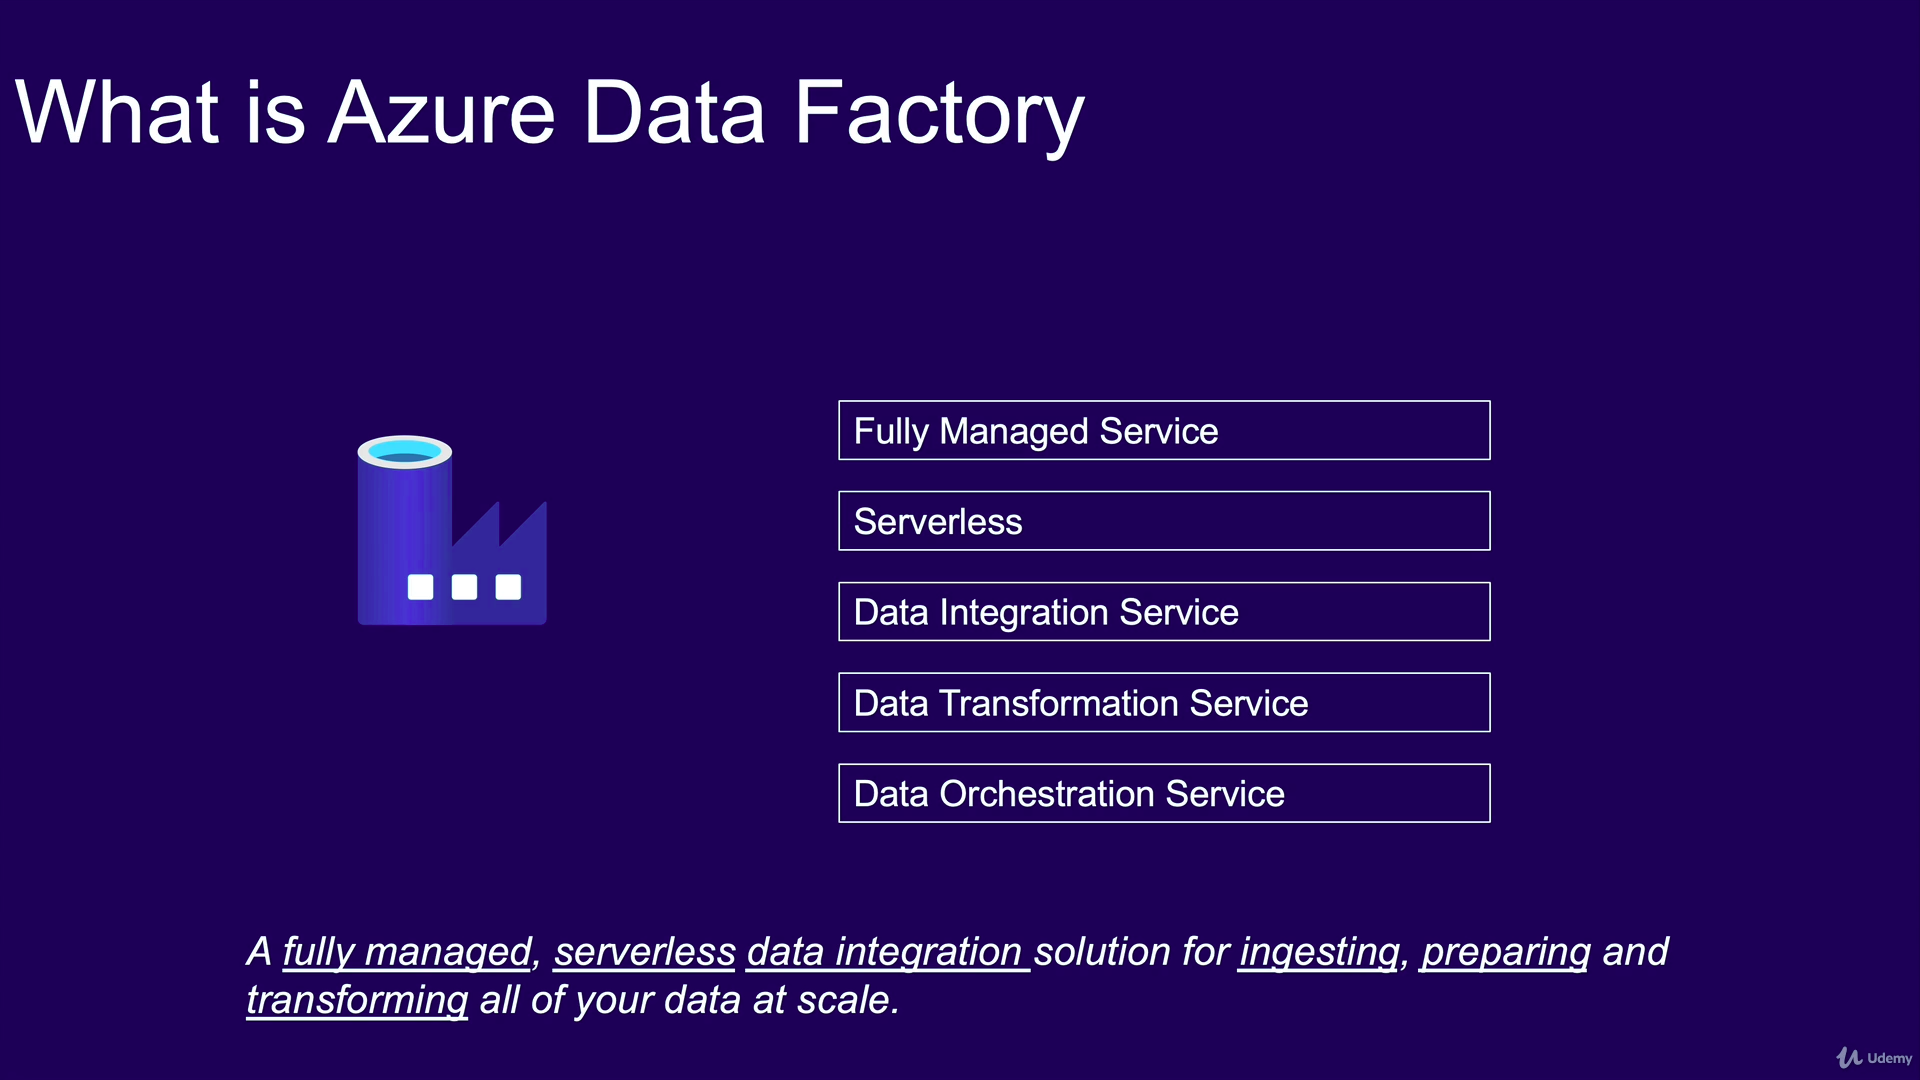 What is Azure Data Factory
Fully Managed Service
Serverless
Data Integration Service
Data Transformation Service
Data Orchestration Service
A fully managed, serverless data integration solution for ingesting, preparing and
transforming all of your data at scale.
Udemy